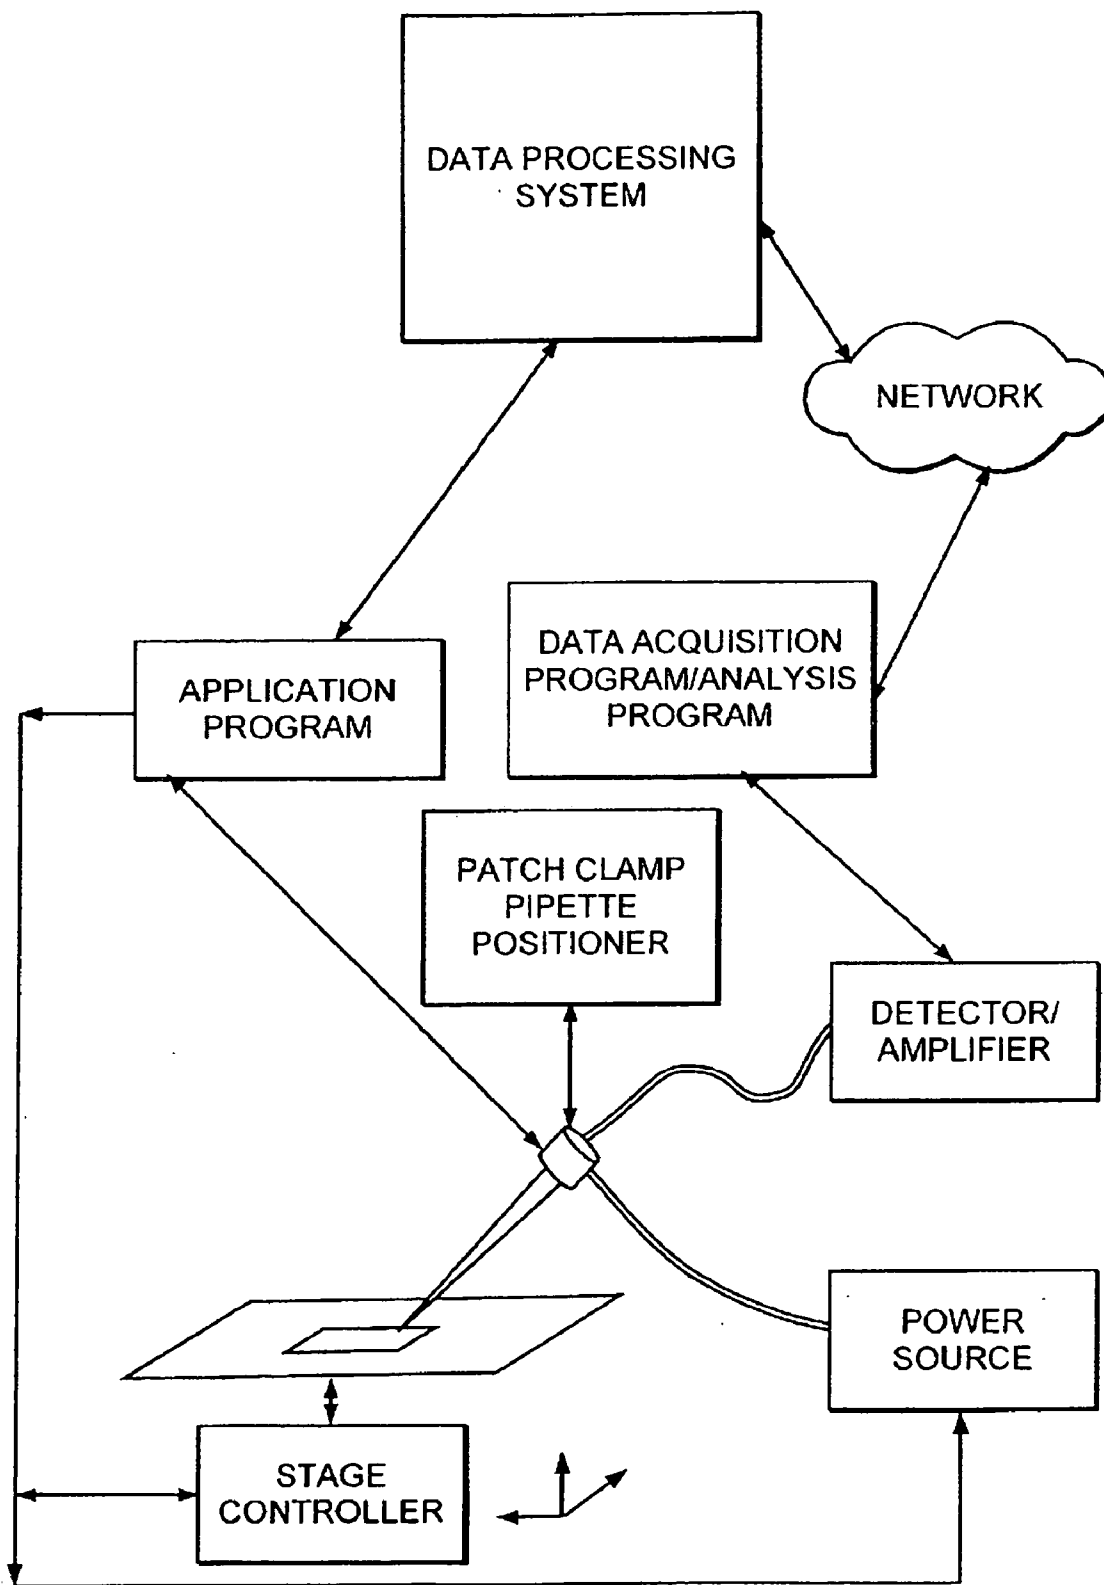 DATA PROCESSING
SYSTEM
NETWORK
DATA ACQUISITION
PROGRAM/ANALYSIS
PROGRAM
APPLICATION
PROGRAM
PATCH CLAMP
PIPETTE
POSITIONER
DETECTOR/
AMPLIFIER
POWER
SOURCE
STAGE
CONTROLLER